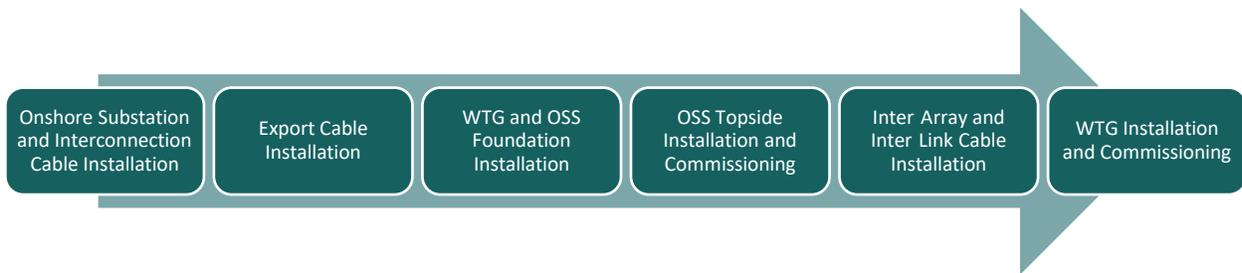 Onshore Substation
and Interconnection
Cable Installation
Export Cable
Installation
WTG and OSS
Foundation
Installation
OSS Topside
Installation and
Commissioning
Inter Array and
Inter Link Cable
Installation
WTG Installation
and Commissioning